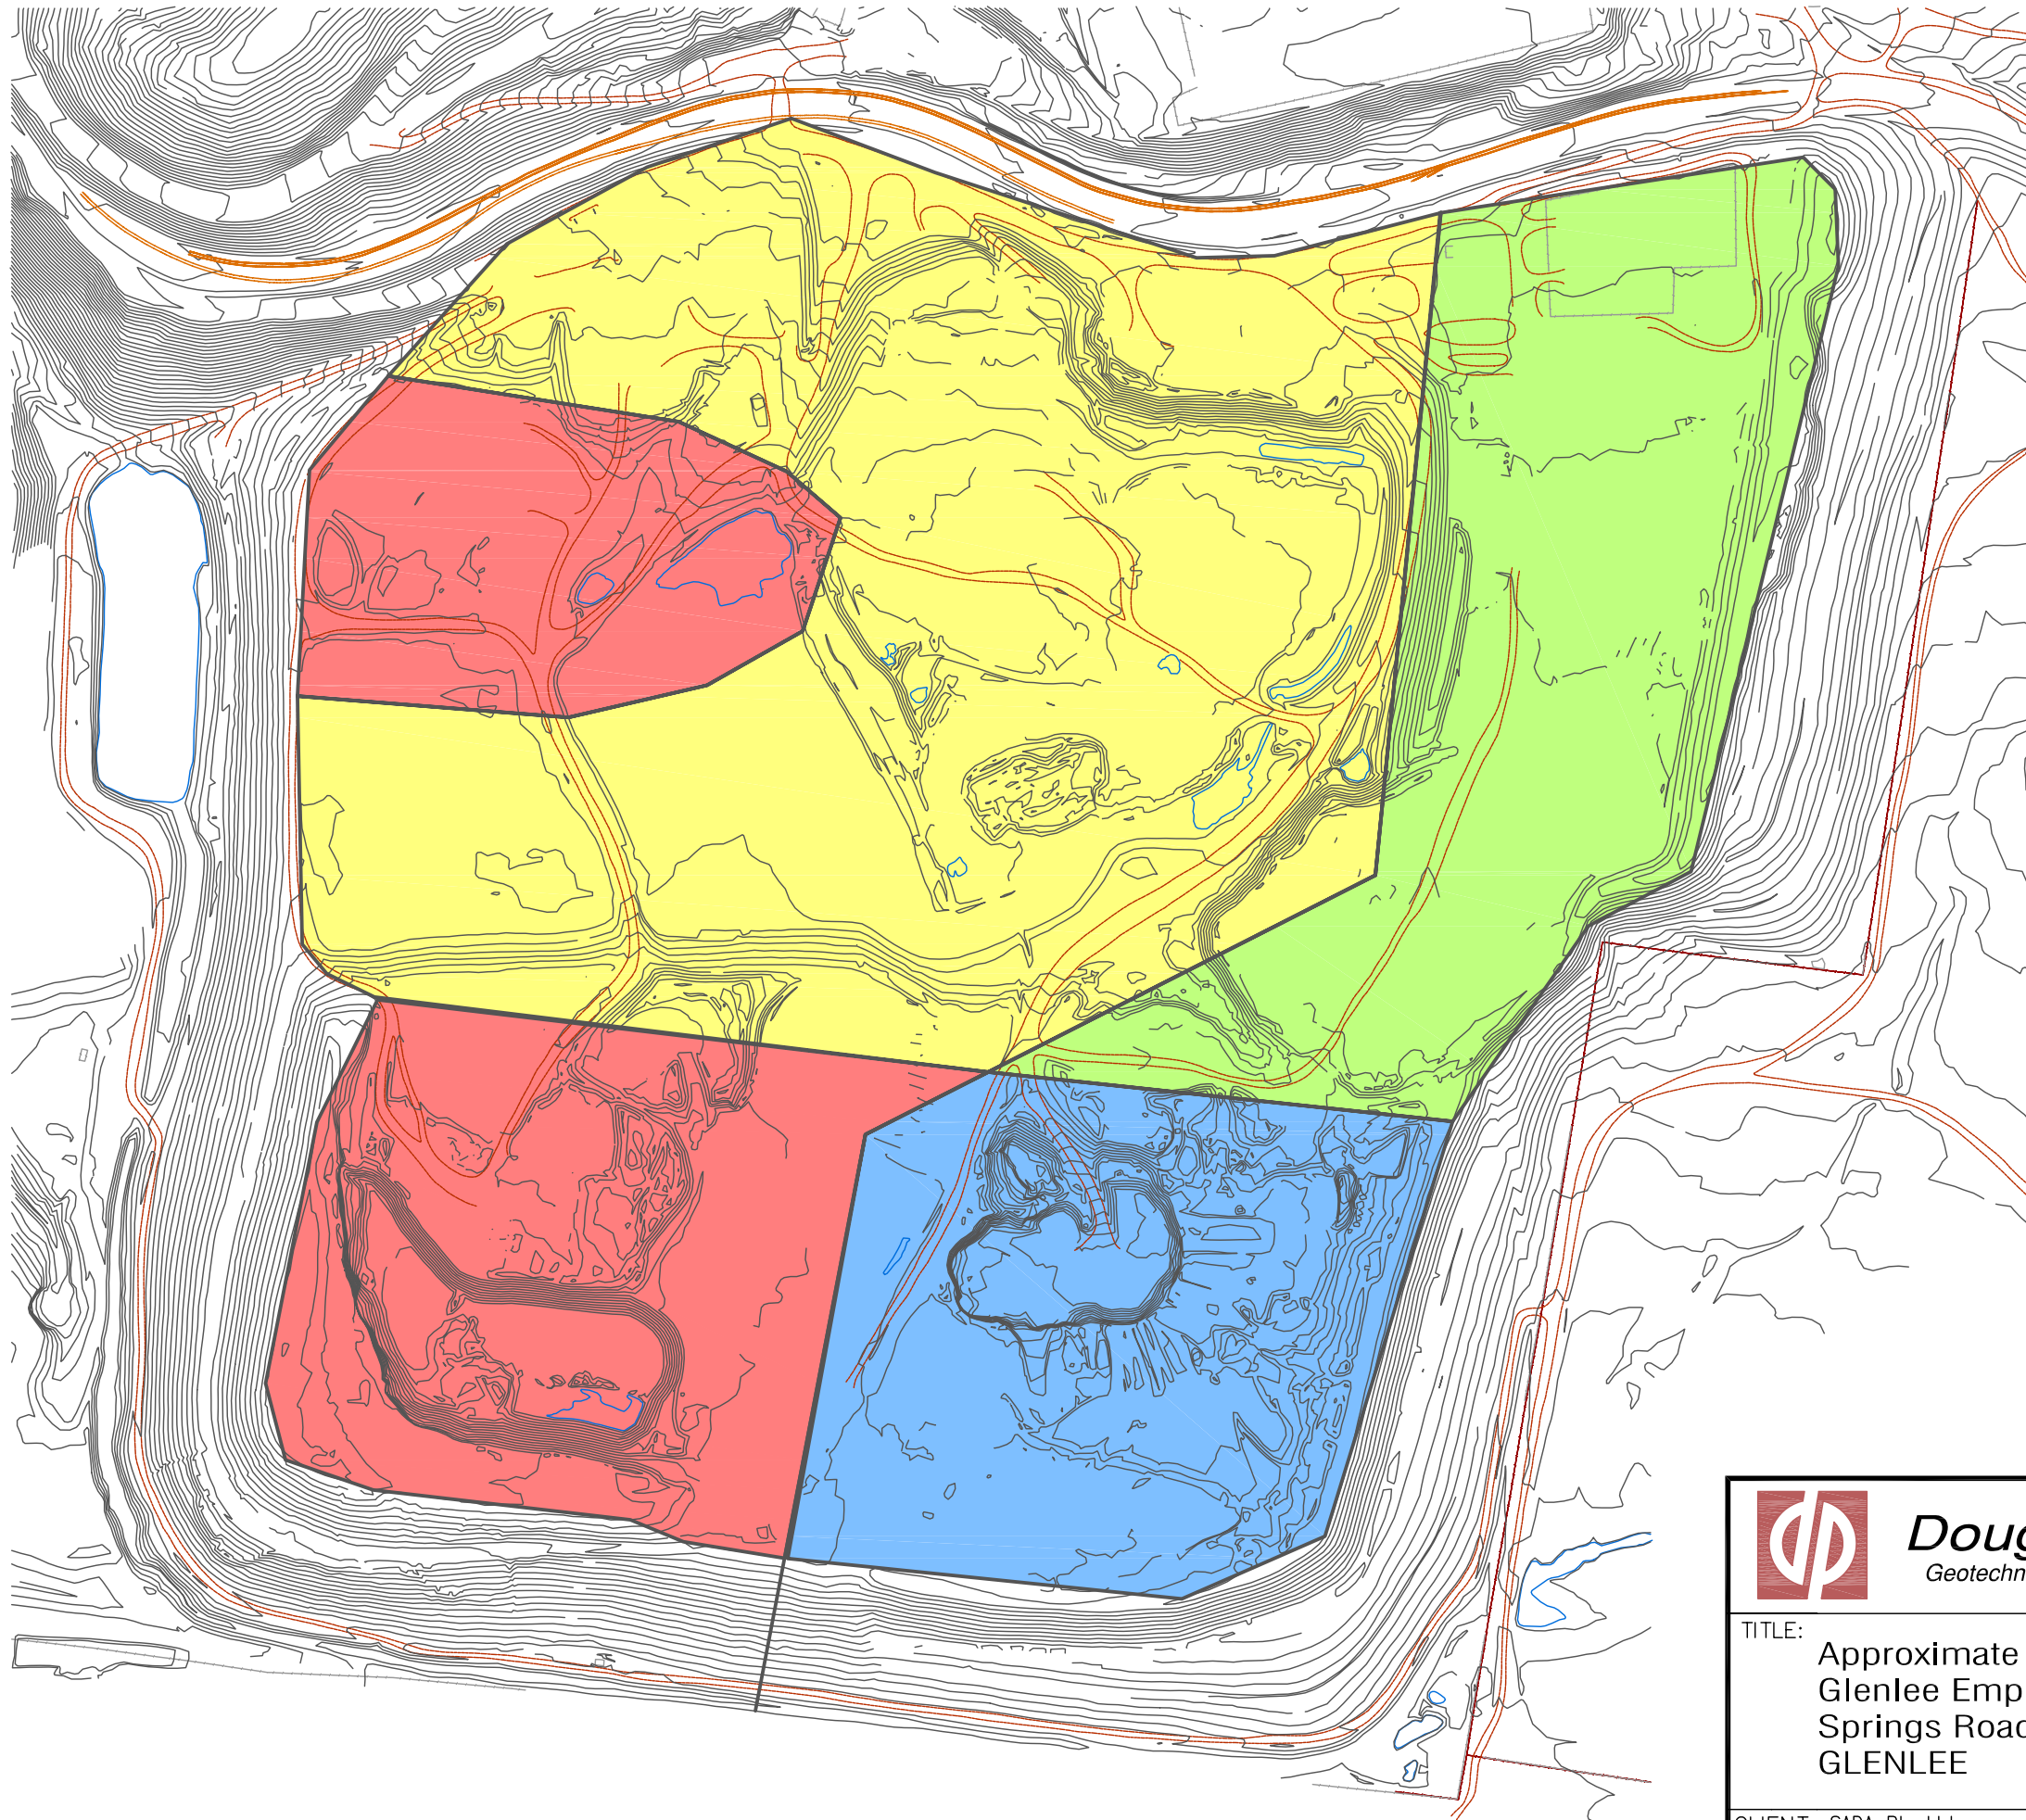 Doug
Geotechn
TITLE:
Approximate
Glenlee Emp
Springs Road
GLENLEE